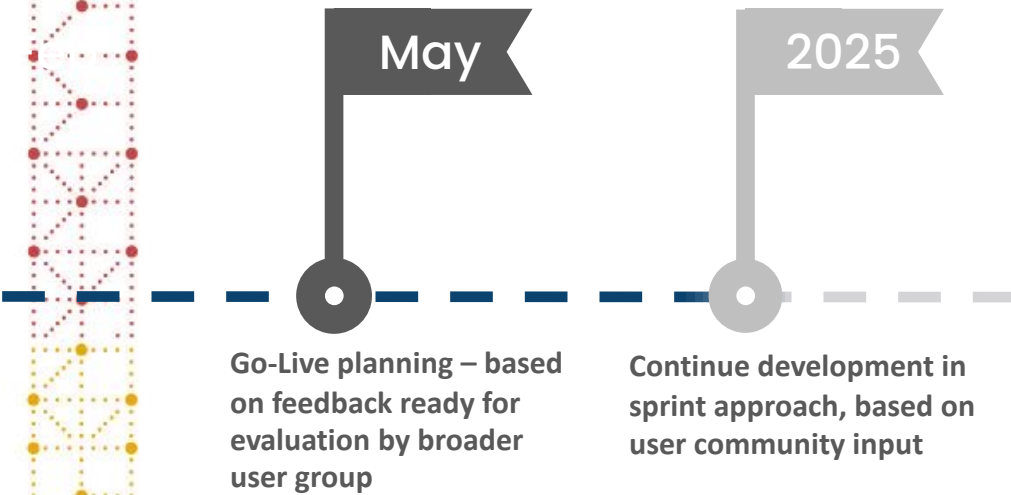 May
2025
Go-Live planning – based
on feedback ready for
evaluation by broader
user group
Continue development in
sprint approach, based on
user community input